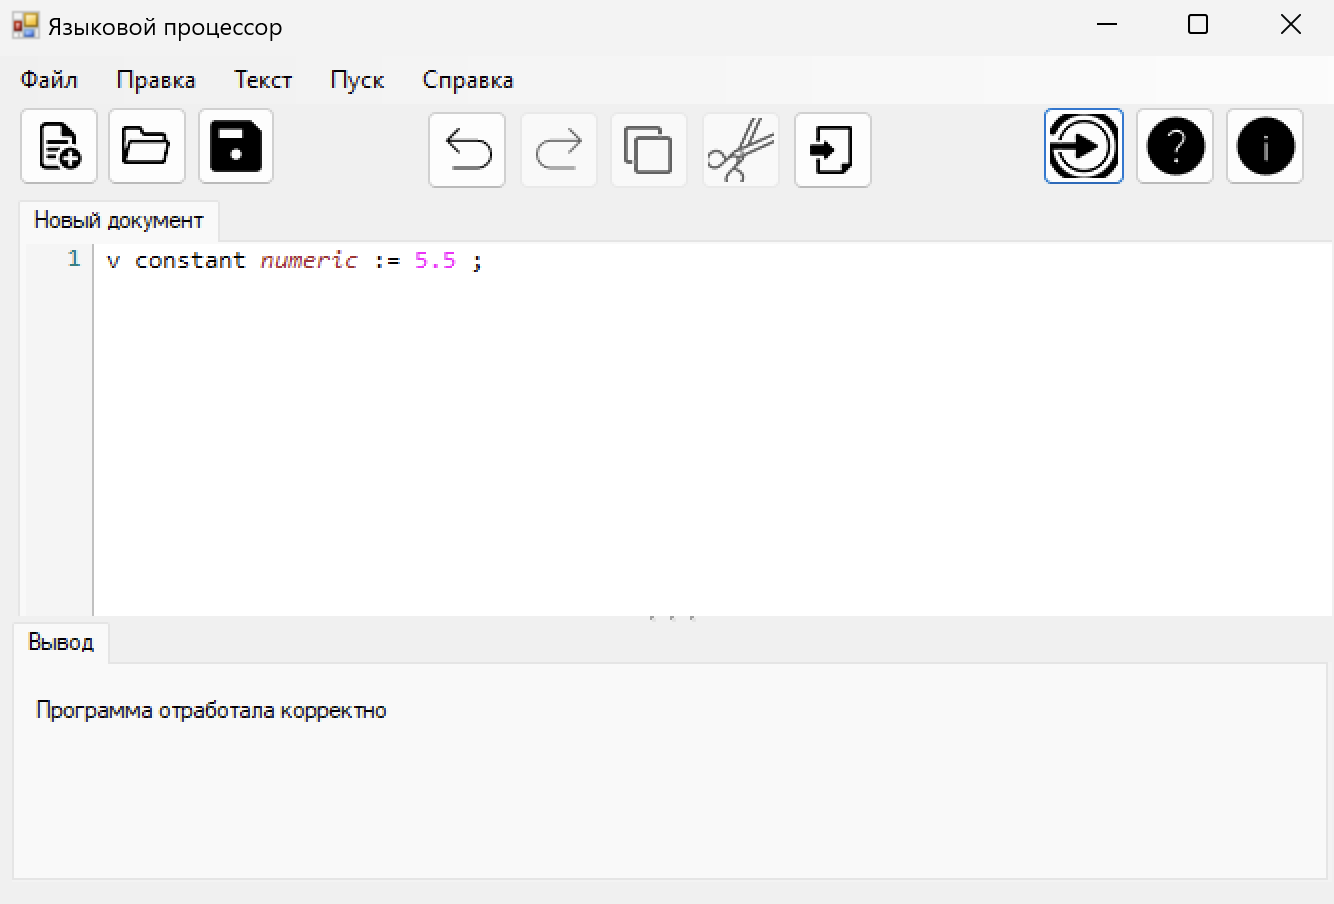 Языковой процессор
Файл Правка Текст Пуск Справка
? i
Новый документ
1 v constant numeric := 5.5 ;
Вывод
Программа отработала корректно